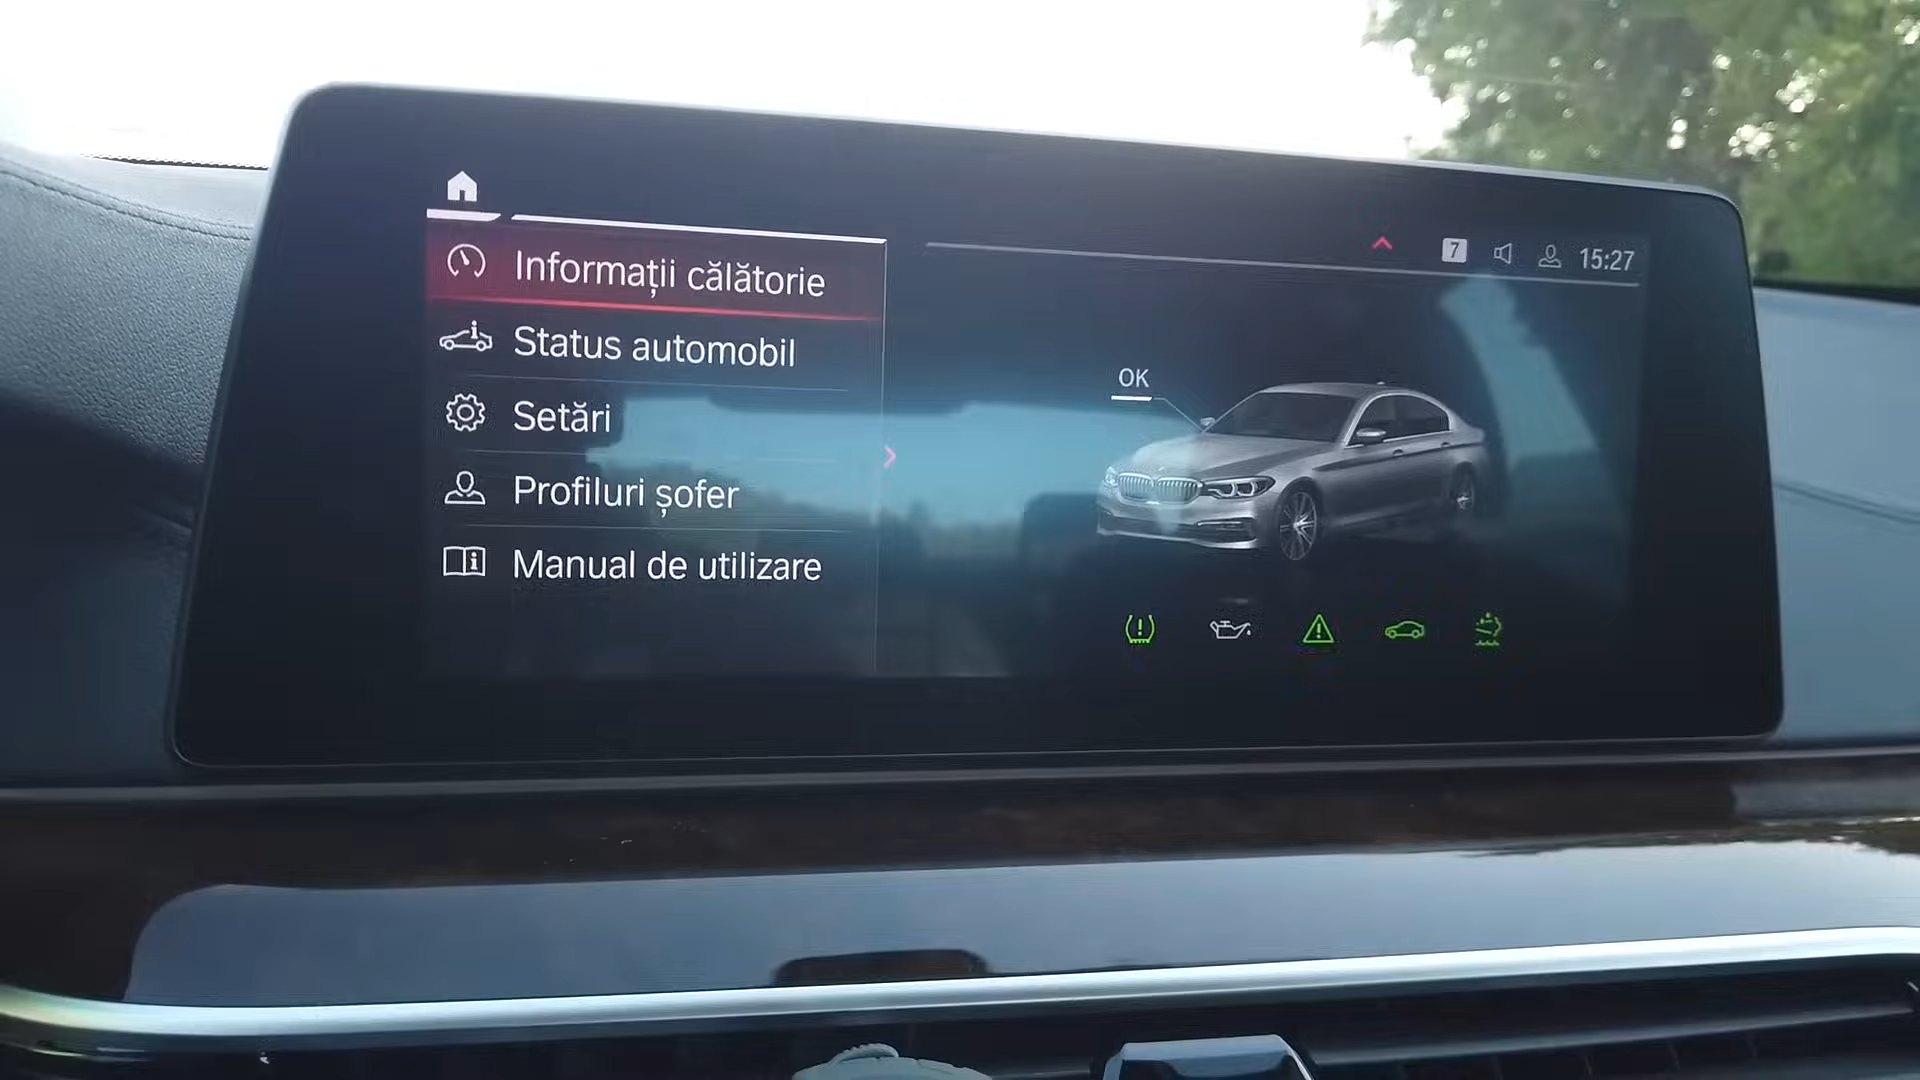 7
15:27
Informații călătorie
Status automobil
Setări
Profiluri șofer
Manual de utilizare
OK